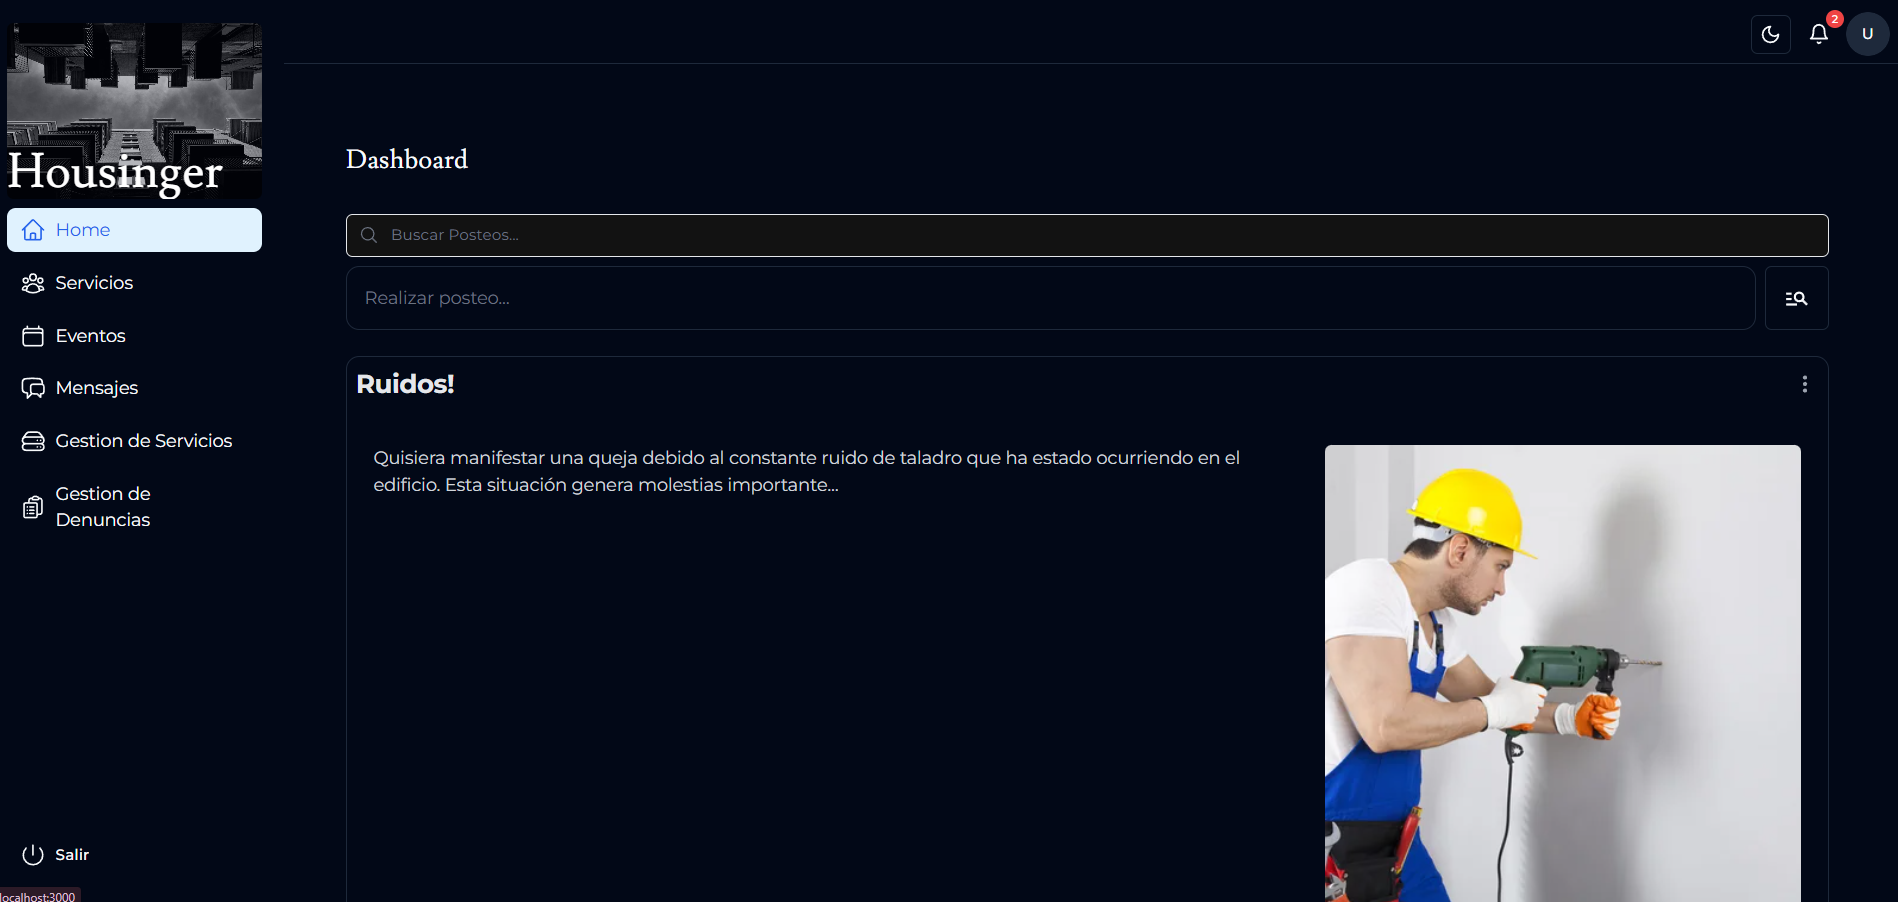 Housinger
Home
Servicios
Eventos
Mensajes
Gestion de Servicios
Gestion de
Denuncias
Salir
localhost:3000
2
U
Dashboard
Buscar Posteos...
Realizar posteo...
Ruidos!
Quisiera manifestar una queja debido al constante ruido de taladro que ha estado ocurriendo en el
edificio. Esta situación genera molestias importante...